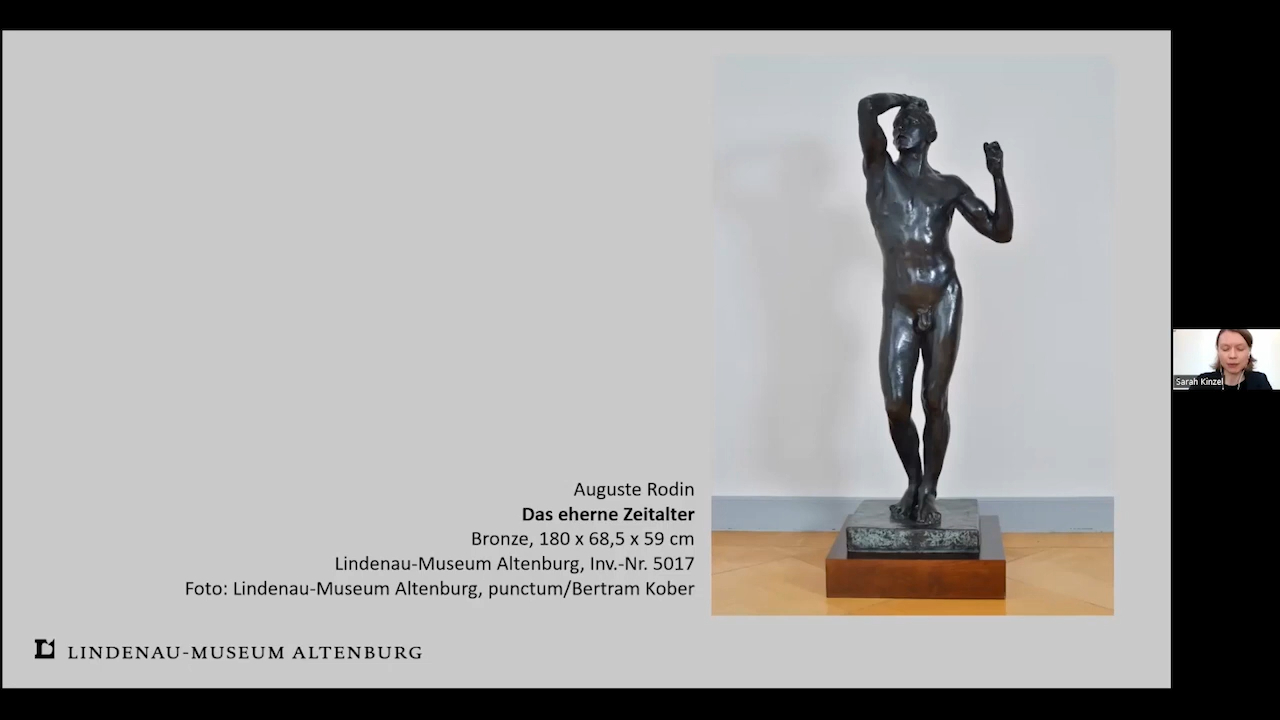 Auguste Rodin
Das eherne Zeitalter
Bronze, 180 x 68,5 x 59 cm
Lindenau-Museum Altenburg, Inv.-Nr. 5017
Foto: Lindenau-Museum Altenburg, punctum/Bertram Kober
LINDENAU-MUSEUM ALTENBURG
Sarah Kinzel